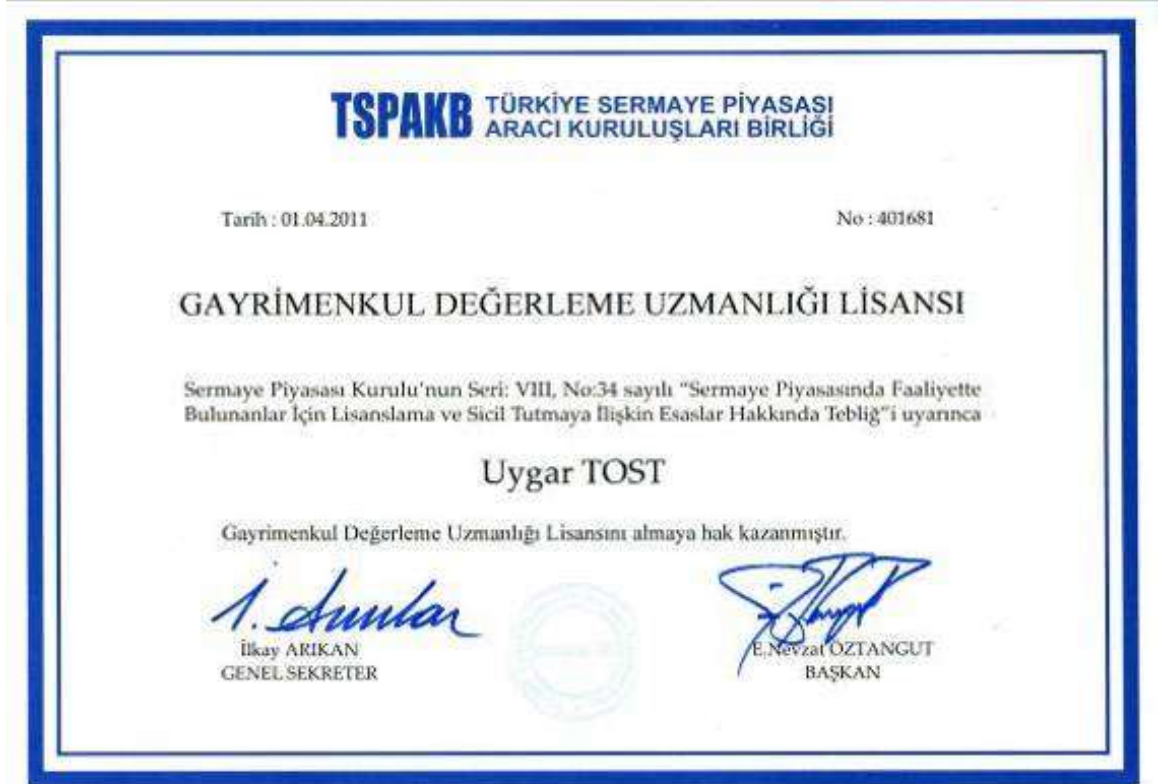 TSPAKB TÜRKİYE SERMAYE PİYASASI
ARACI KURULUŞLARI BİRLİĞİ
Tarih : 01.04.2011
No : 401681
GAYRİMENKUL DEĞERLEME UZMANLIĞI LİSANSI
Sermaye Piyasası Kurulu'nun Seri: VIII, No:34 sayılı "Sermaye Piyasasında Faaliyette
Bulunanlar İçin Lisanslama ve Sicil Tutmaya İlişkin Esaslar Hakkında Tebliğ"i uyarınca
Uygar TOST
Gayrimenkul Değerleme Uzmanlığı Lisansını almaya hak kazanmıştır.
İlkay ARIKAN
GENEL SEKRETER
E.Nevzat ÖZTANGUT
BAŞKAN